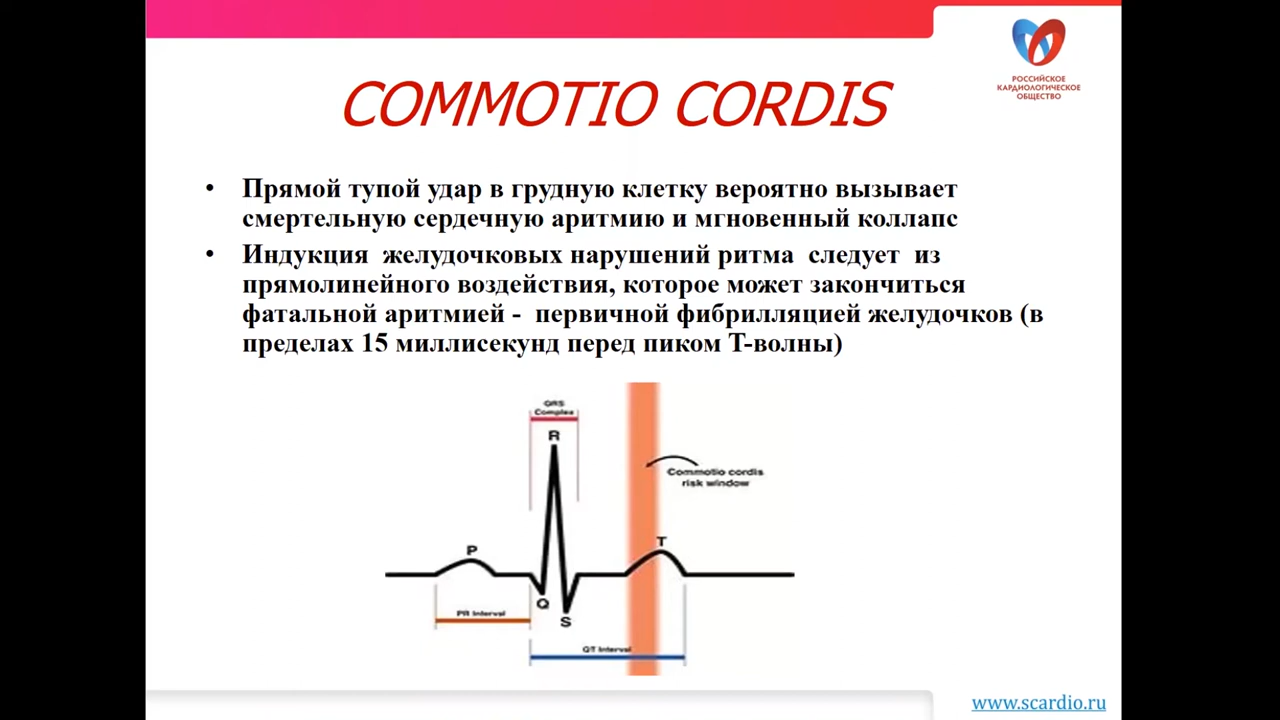 РОССИЙСКОЕ
КАРДИОЛОГИЧЕСКОЕ
ОБЩЕСТВО
COMMOTIO CORDIS
• Прямой тупой удар в грудную клетку вероятно вызывает
смертельную сердечную аритмию и мгновенный коллапс
• Индукция желудочковых нарушений ритма следует из
прямолинейного воздействия, которое может закончиться
фатальной аритмией - первичной фибрилляцией желудочков (в
пределах 15 миллисекунд перед пиком Т-волны)
QRS
Complex
R
Commotio cordis
risk window
P
T
Q
S
PR Interval
QT Interval
www.scardio.ru